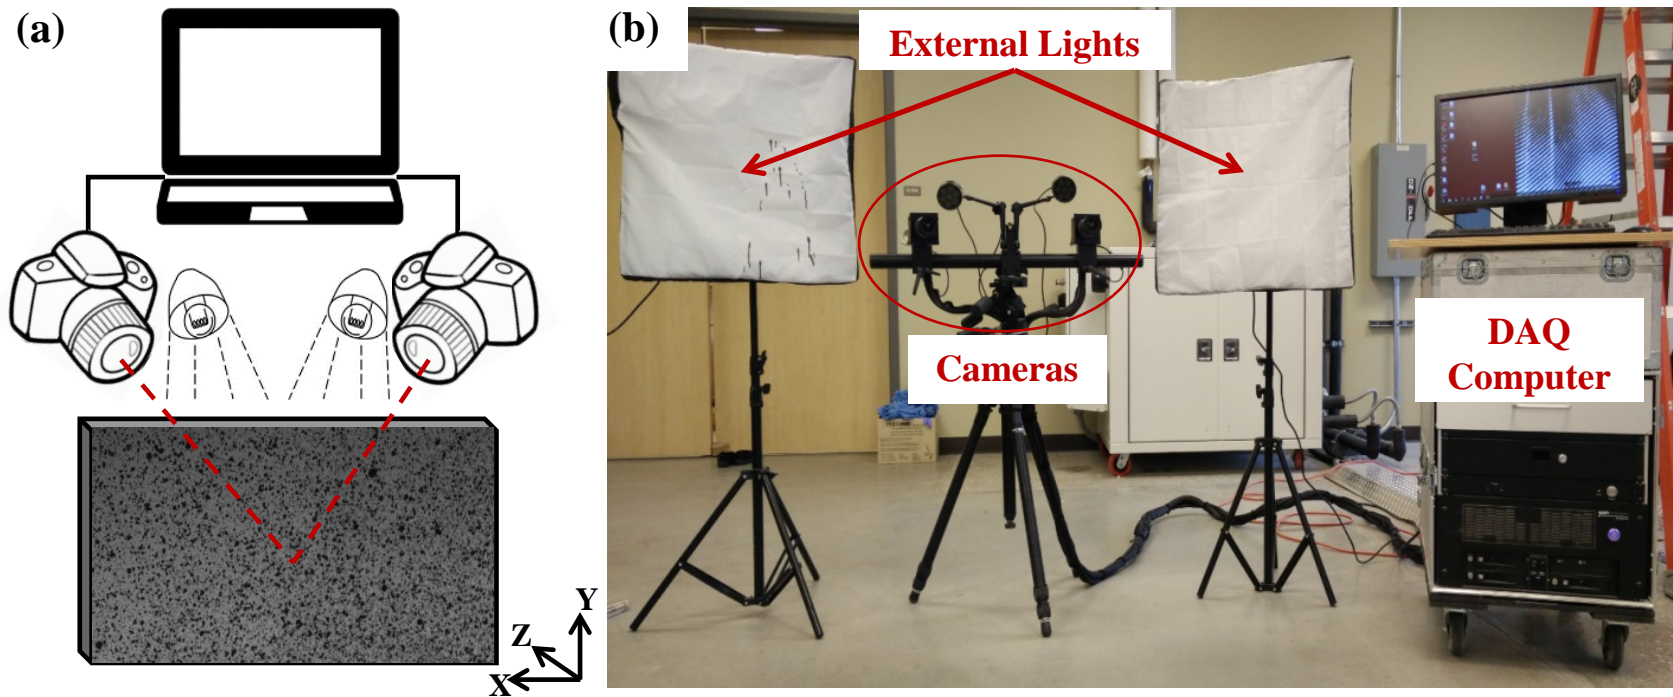 (a)
Y
Z
X
(b)
External Lights
Cameras
DAQ
Computer